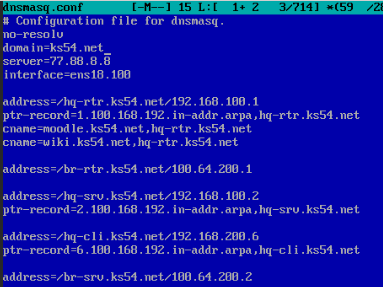 dnsmasq.conf [-M--] 15 L:[ 1+ 2 3/714] *(59 /28
# Configuration file for dnsmasq.
no-resolv
domain=ks54.net
server=77.88.8.8
interface=ens18.100
address=/hq-rtr.ks54.net/192.168.100.1
ptr-record=1.100.168.192.in-addr.arpa,hq-rtr.ks54.net
cname=moodle.ks54.net,hq-rtr.ks54.net
cname=wiki.ks54.net,hq-rtr.ks54.net
address=/br-rtr.ks54.net/100.64.200.1
address=/hq-srv.ks54.net/192.168.100.2
ptr-record=2.100.168.192.in-addr.arpa,hq-srv.ks54.net
address=/hq-cli.ks54.net/192.168.200.6
ptr-record=6.100.168.192.in-addr.arpa,hq-cli.ks54.net
address=/br-srv.ks54.net/100.64.200.2